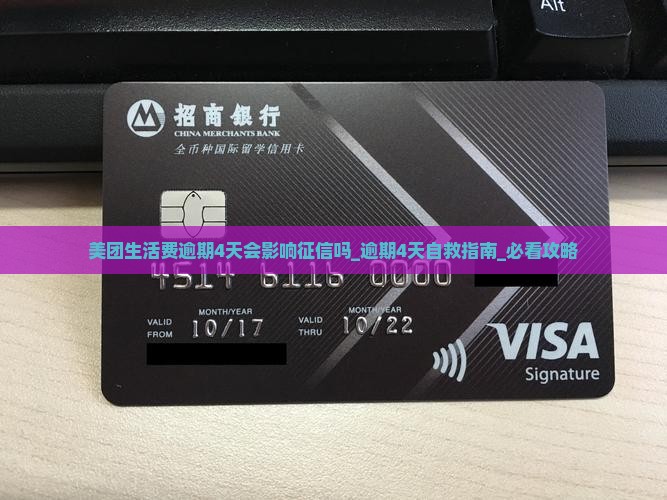 Alt
招商銀行
CHINA MERCHANTS BANK
全币种国际留学信用卡
美团生活费逾期4天会影响征信吗_逾期4天自救指南_必看攻略
4514 6116 0000
MONTH/YEAR MONTH/YEAR
VALID FROM 10/17 VALID THRU 10/22
VISA
Signature